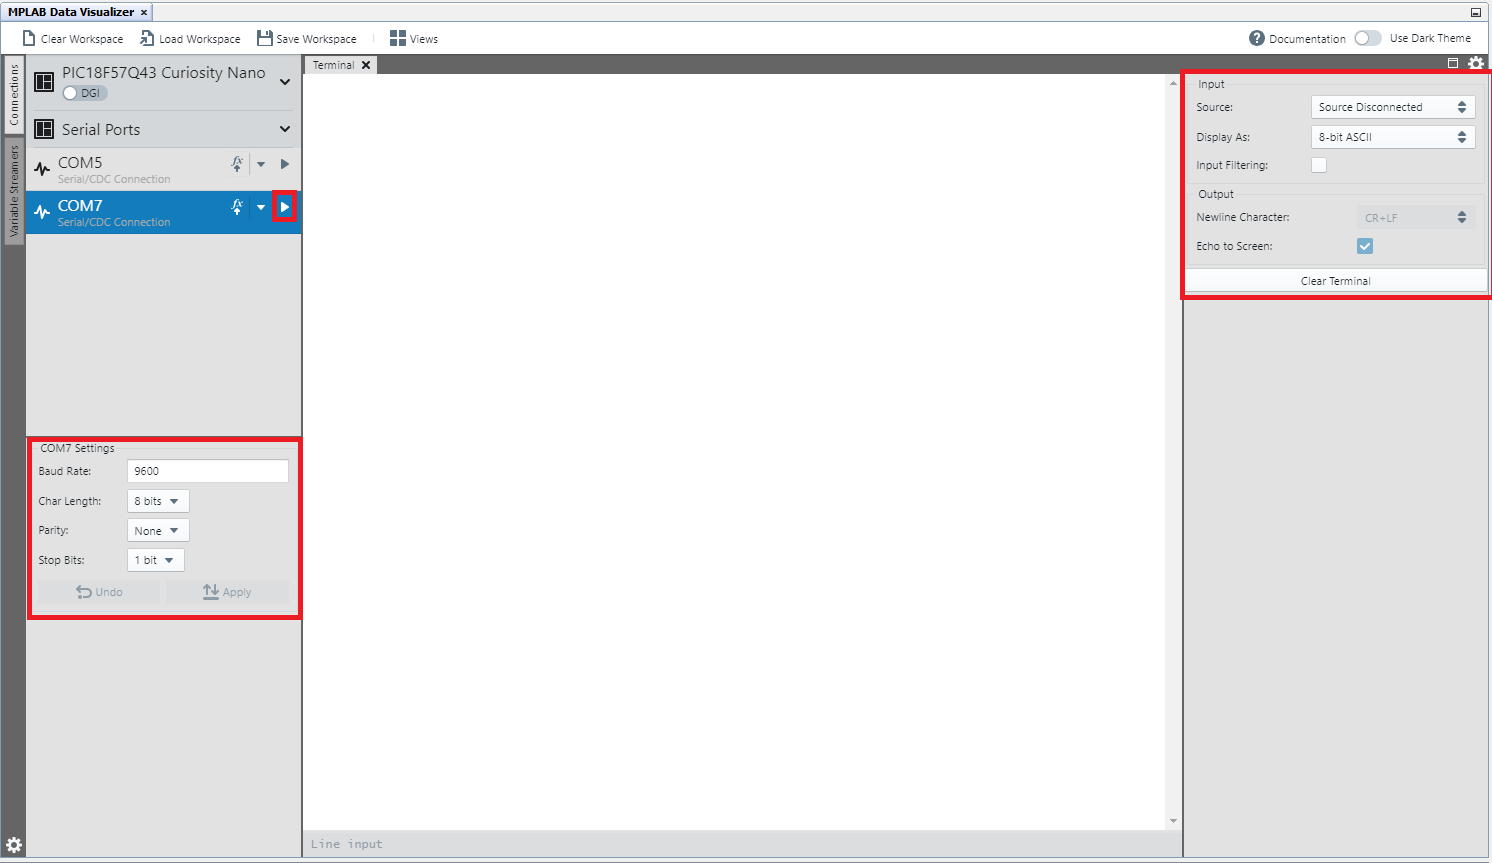 MPLAB Data Visualizer ×
Clear Workspace Load Workspace Save Workspace Views Documentation Use Dark Theme
Connections
Variable Streamers
PIC18F57Q43 Curiosity Nano
DGI
Serial Ports
COM5
Serial/CDC Connection
COM7
Serial/CDC Connection
COM7 Settings
Baud Rate: 9600
Char Length: 8 bits
Parity: None
Stop Bits: 1 bit
Undo Apply
Terminal
Line input
Input
Source: Source Disconnected
Display As: 8-bit ASCII
Input Filtering:
Output
Newline Character: CR+LF
Echo to Screen:
Clear Terminal